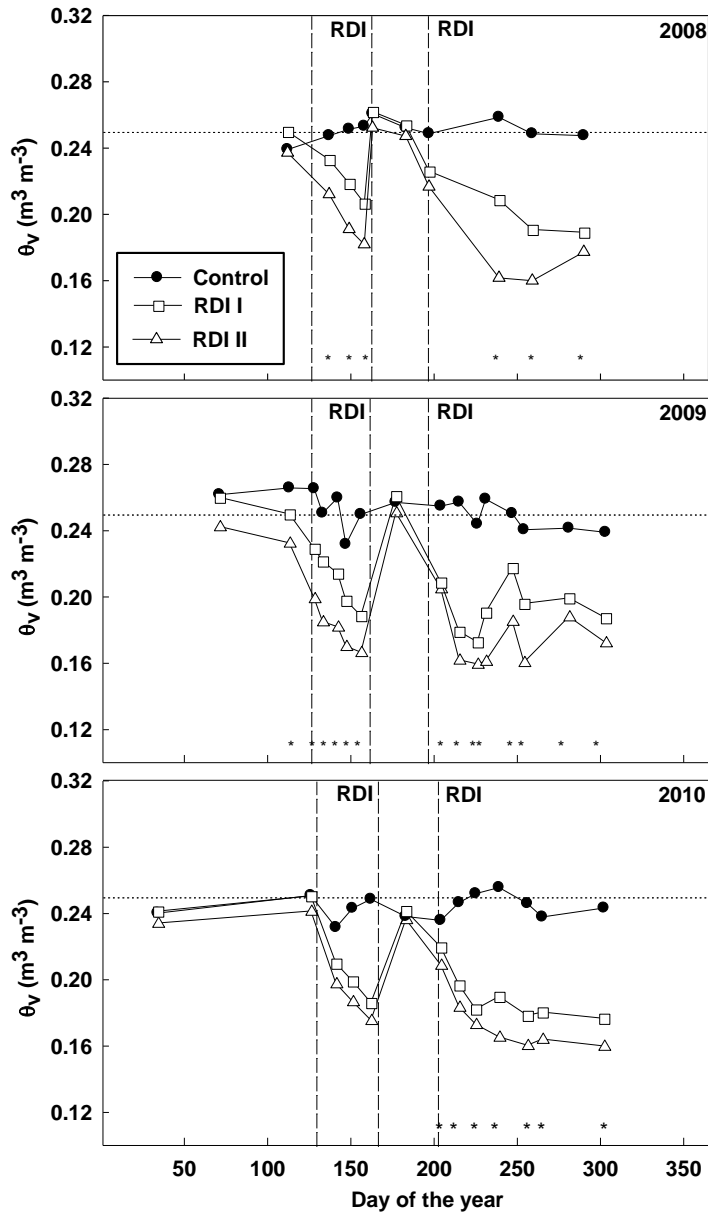 0.32
RDI
RDI
2008
0.28
0.24
0.20
0.16
0.12
θv (m³ m⁻³)
Control
RDI I
RDI II
* * * * * *
0.32
RDI
RDI
2009
0.28
0.24
0.20
0.16
0.12
θv (m³ m⁻³)
* * * * * * * * * * * * * *
0.32
RDI
RDI
2010
0.28
0.24
0.20
0.16
0.12
θv (m³ m⁻³)
* * * * * * *
50 100 150 200 250 300 350
Day of the year